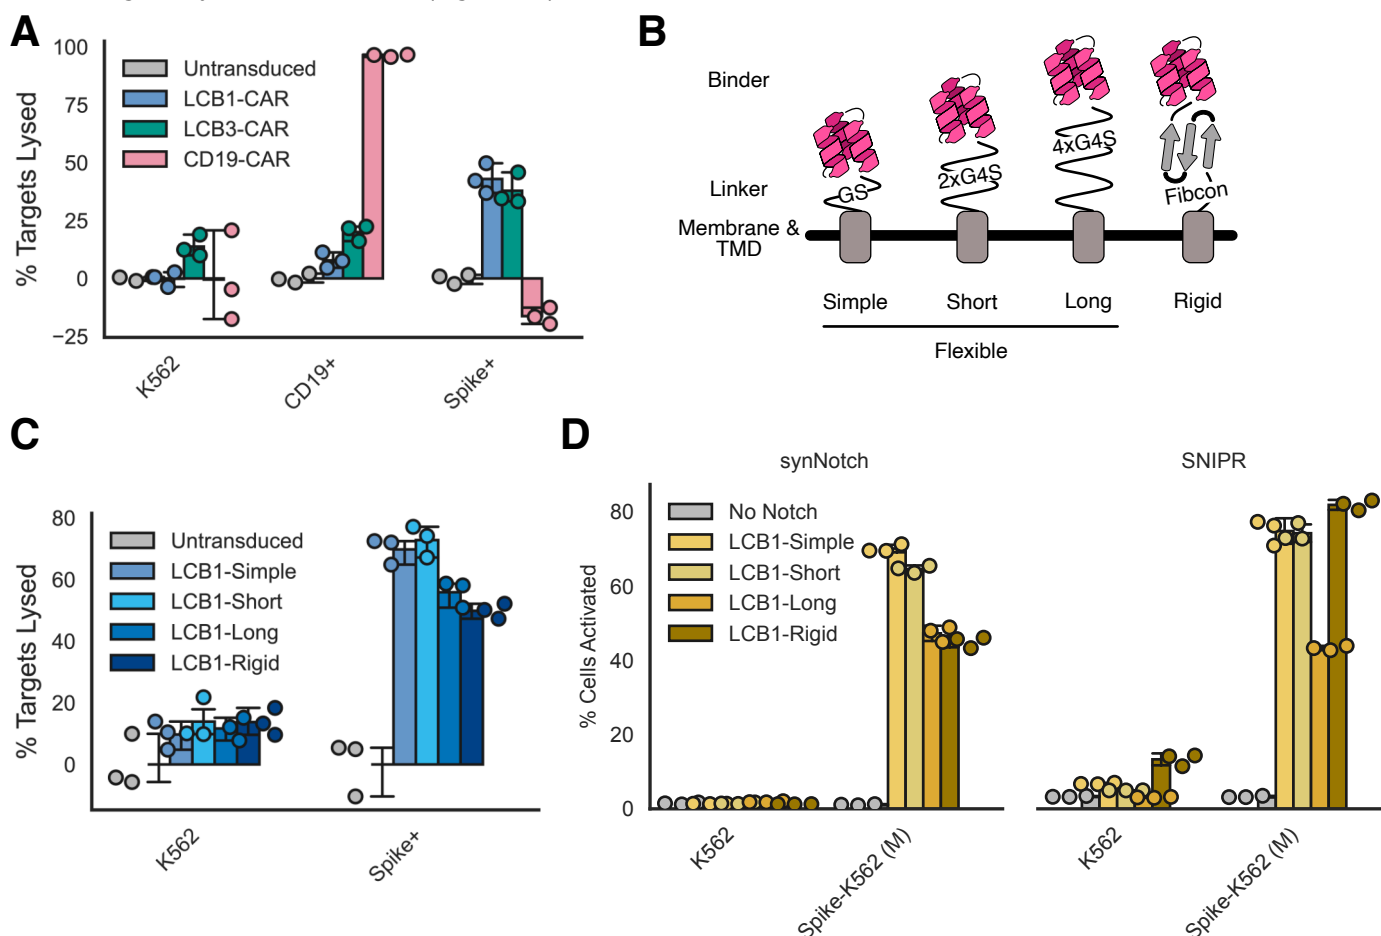 A
100
75
50
25
0
−25
% Targets Lysed
Untransduced
LCB1-CAR
LCB3-CAR
CD19-CAR
K562
CD19+
Spike+
B
Binder
Linker
Membrane &
TMD
GS
2xG4S
4xG4S
Fibcon
Simple
Short
Long
Rigid
Flexible
C
80
60
40
20
0
% Targets Lysed
Untransduced
LCB1-Simple
LCB1-Short
LCB1-Long
LCB1-Rigid
K562
Spike+
D
synNotch
SNIPR
80
60
40
20
0
% Cells Activated
No Notch
LCB1-Simple
LCB1-Short
LCB1-Long
LCB1-Rigid
K562
Spike-K562 (M)
K562
Spike-K562 (M)